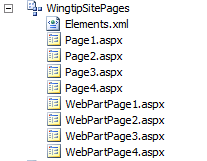 WingtipSitePages
Elements.xml
Page1.aspx
Page2.aspx
Page3.aspx
Page4.aspx
WebPartPage1.aspx
WebPartPage2.aspx
WebPartPage3.aspx
WebPartPage4.aspx